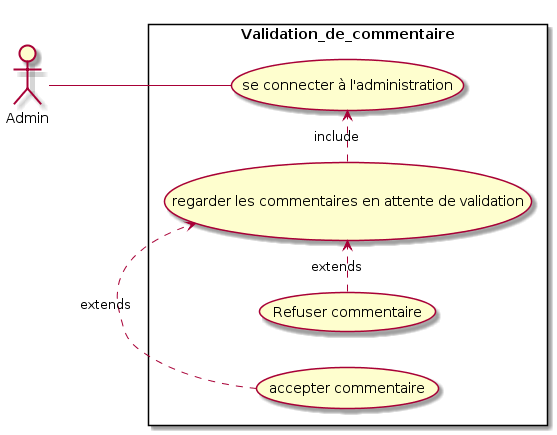 Validation_de_commentaire
se connecter à l'administration
Admin
include
regarder les commentaires en attente de validation
extends
extends
Refuser commentaire
accepter commentaire